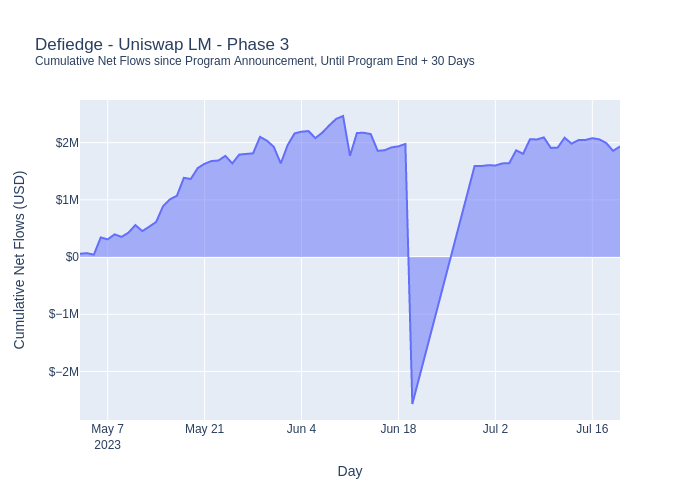 Defiedge - Uniswap LM - Phase 3
Cumulative Net Flows since Program Announcement, Until Program End + 30 Days
Cumulative Net Flows (USD)
$2M
$1M
$0
$−1M
$−2M
May 7
2023
May 21
Jun 4
Jun 18
Jul 2
Jul 16
Day